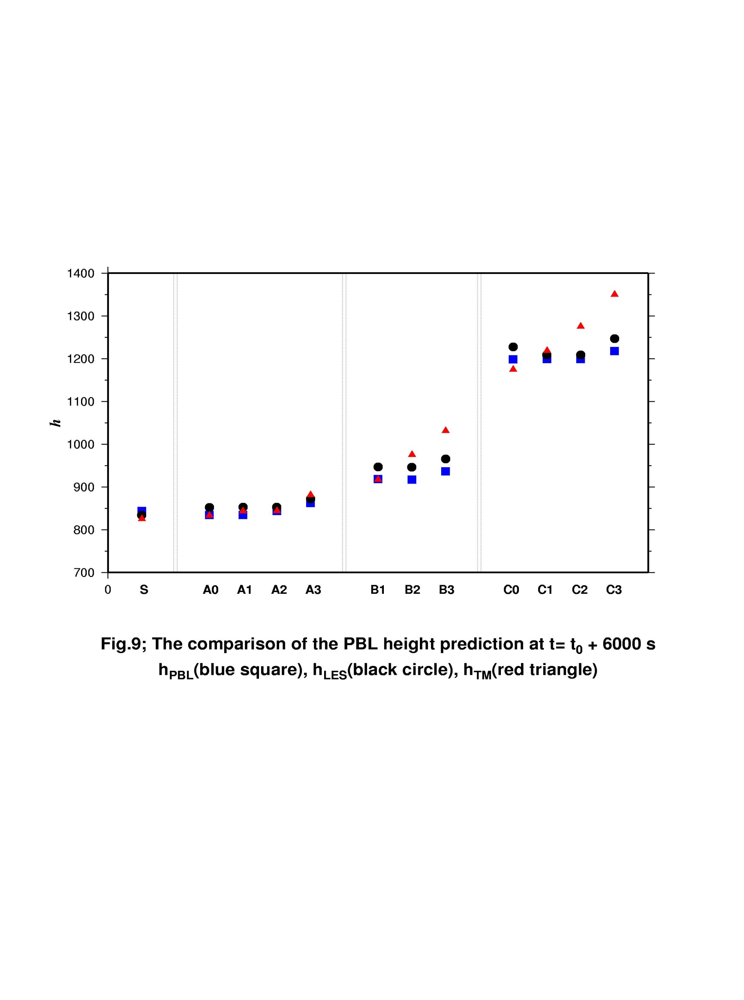 1400
1300
1200
1100
1000
900
800
700
h
0 S A0 A1 A2 A3 B1 B2 B3 C0 C1 C2 C3
Fig.9; The comparison of the PBL height prediction at t= t0 + 6000 s
hPBL(blue square), hLES(black circle), hTM(red triangle)